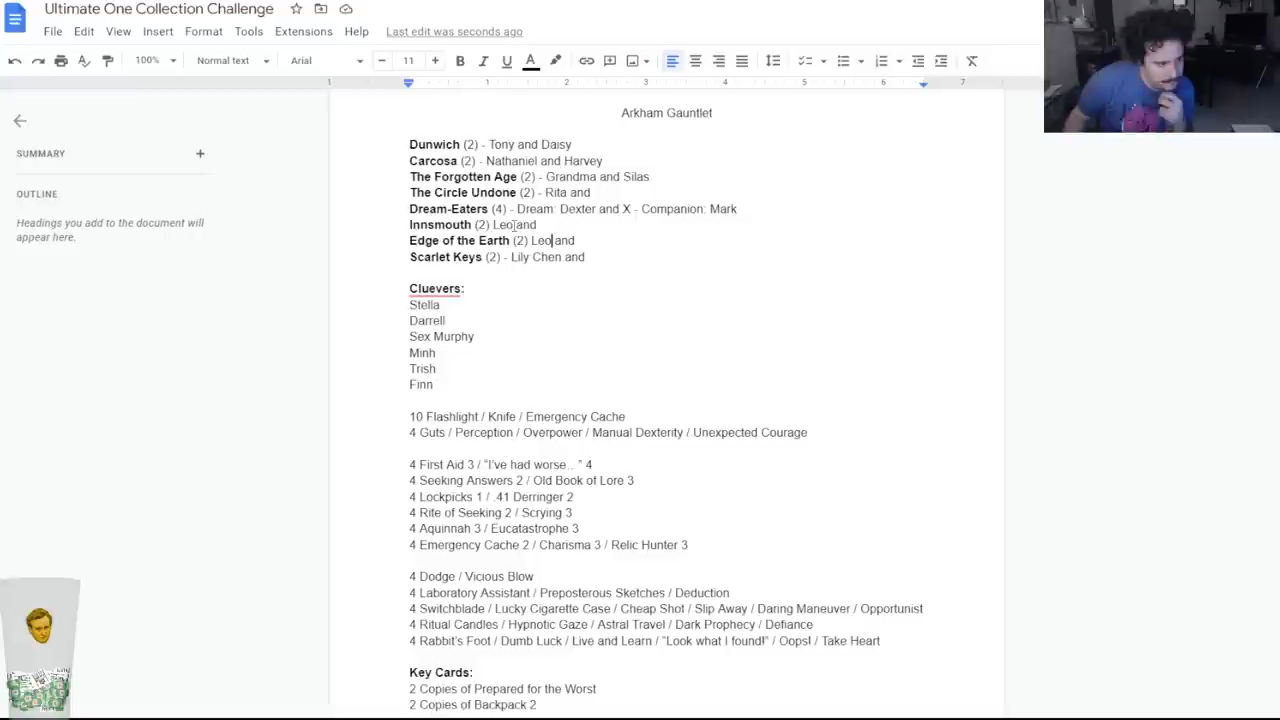 Ultimate One Collection Challenge
File Edit View Insert Format Tools Extensions Help Last edit was seconds ago
100% Normal text Arial 11 B I U A
1 1 2 3 4 5 6 7
SUMMARY
OUTLINE
Headings you add to the document will
appear here.
Arkham Gauntlet
Dunwich (2) - Tony and Daisy
Carcosa (2) - Nathaniel and Harvey
The Forgotten Age (2) - Grandma and Silas
The Circle Undone (2) - Rita and
Dream-Eaters (4) - Dream: Dexter and X - Companion: Mark
Innsmouth (2) Leo and
Edge of the Earth (2) Leo and
Scarlet Keys (2) - Lily Chen and
Cluevers:
Stella
Darrell
Sex Murphy
Minh
Trish
Finn
10 Flashlight / Knife / Emergency Cache
4 Guts / Perception / Overpower / Manual Dexterity / Unexpected Courage
4 First Aid 3 / “I’ve had worse…” 4
4 Seeking Answers 2 / Old Book of Lore 3
4 Lockpicks 1 / .41 Derringer 2
4 Rite of Seeking 2 / Scrying 3
4 Aquinnah 3 / Eucatastrophe 3
4 Emergency Cache 2 / Charisma 3 / Relic Hunter 3
4 Dodge / Vicious Blow
4 Laboratory Assistant / Preposterous Sketches / Deduction
4 Switchblade / Lucky Cigarette Case / Cheap Shot / Slip Away / Daring Maneuver / Opportunist
4 Ritual Candles / Hypnotic Gaze / Astral Travel / Dark Prophecy / Defiance
4 Rabbit’s Foot / Dumb Luck / Live and Learn / “Look what I found!” / Oops! / Take Heart
Key Cards:
2 Copies of Prepared for the Worst
2 Copies of Backpack 2